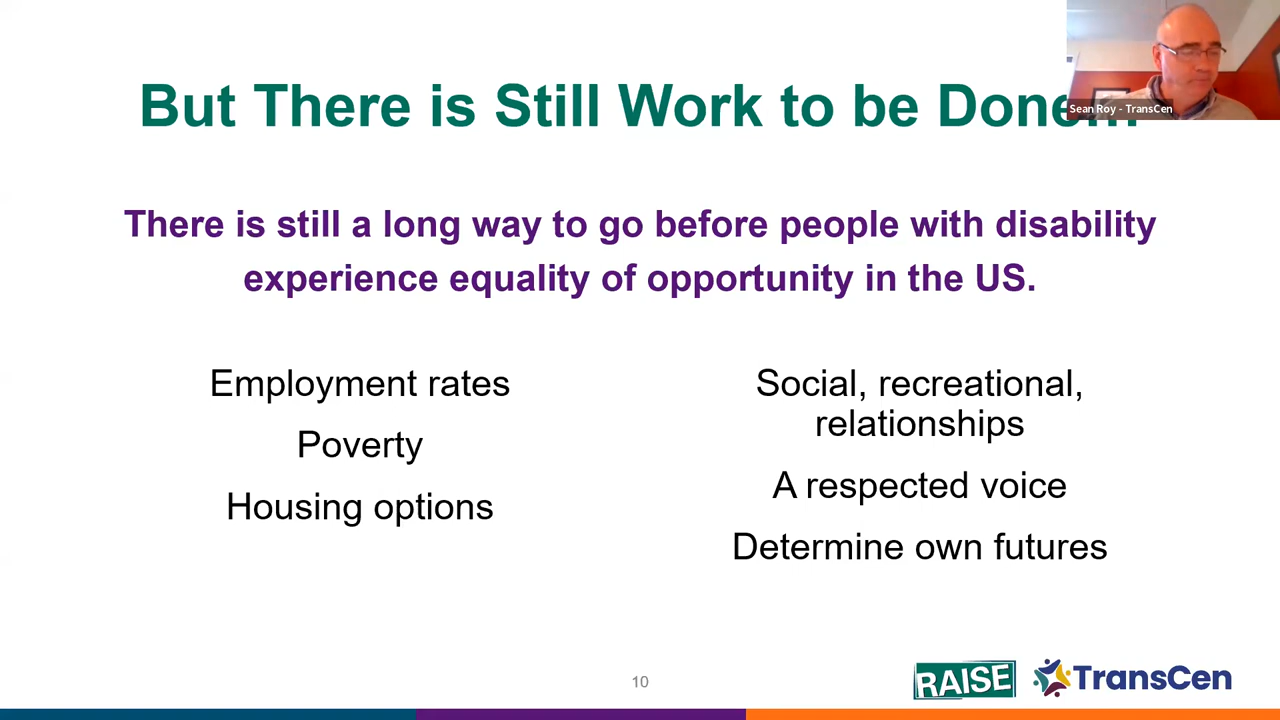 But There is Still Work to be Done...
Sean Roy - TransCen
There is still a long way to go before people with disability
experience equality of opportunity in the US.
Employment rates
Poverty
Housing options
Social, recreational,
relationships
A respected voice
Determine own futures
10
RAISE
TransCen